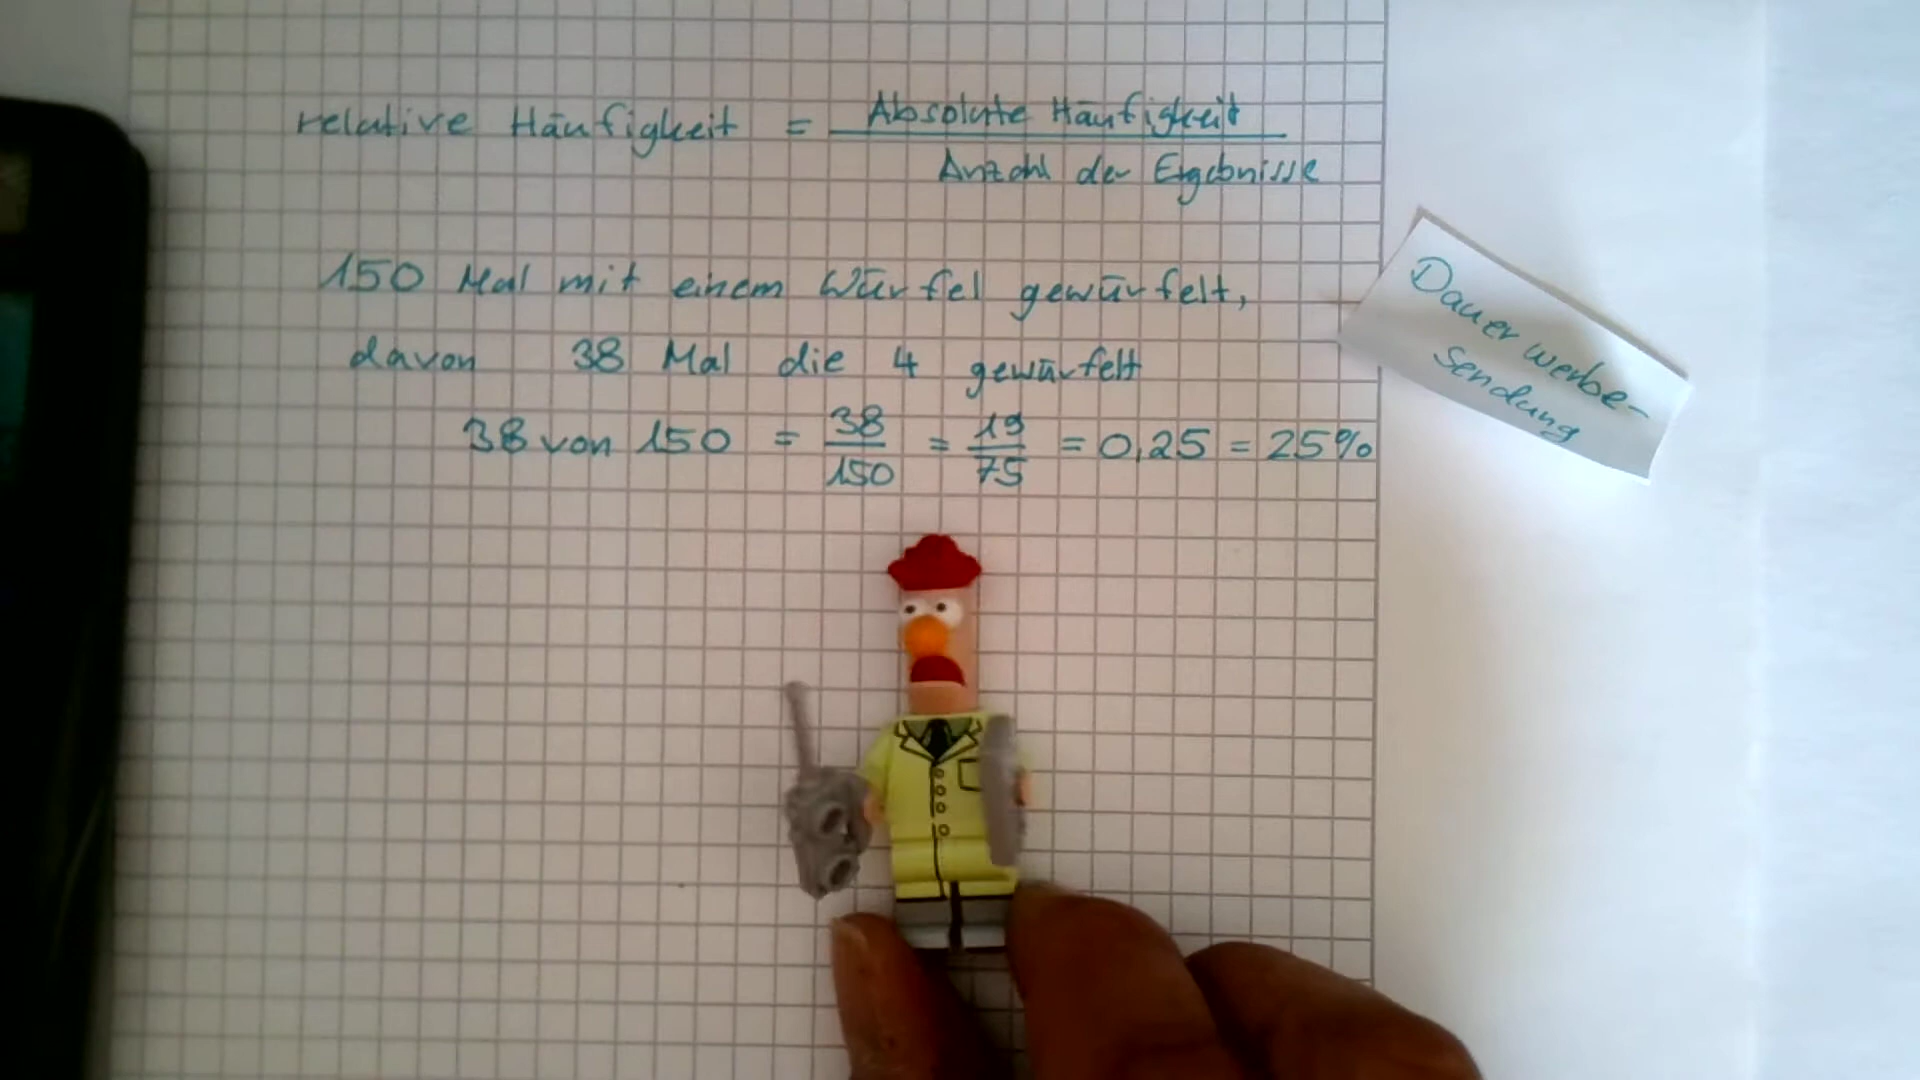 relative Häufigkeit = Absolute Häufigkeit / Anzahl der Ergebnisse
150 Mal mit einem Würfel gewürfelt,
davon 38 Mal die 4 gewürfelt
38 von 150 = 38/150 = 19/75 = 0,25 = 25%
Dauerwerbe-
sendung